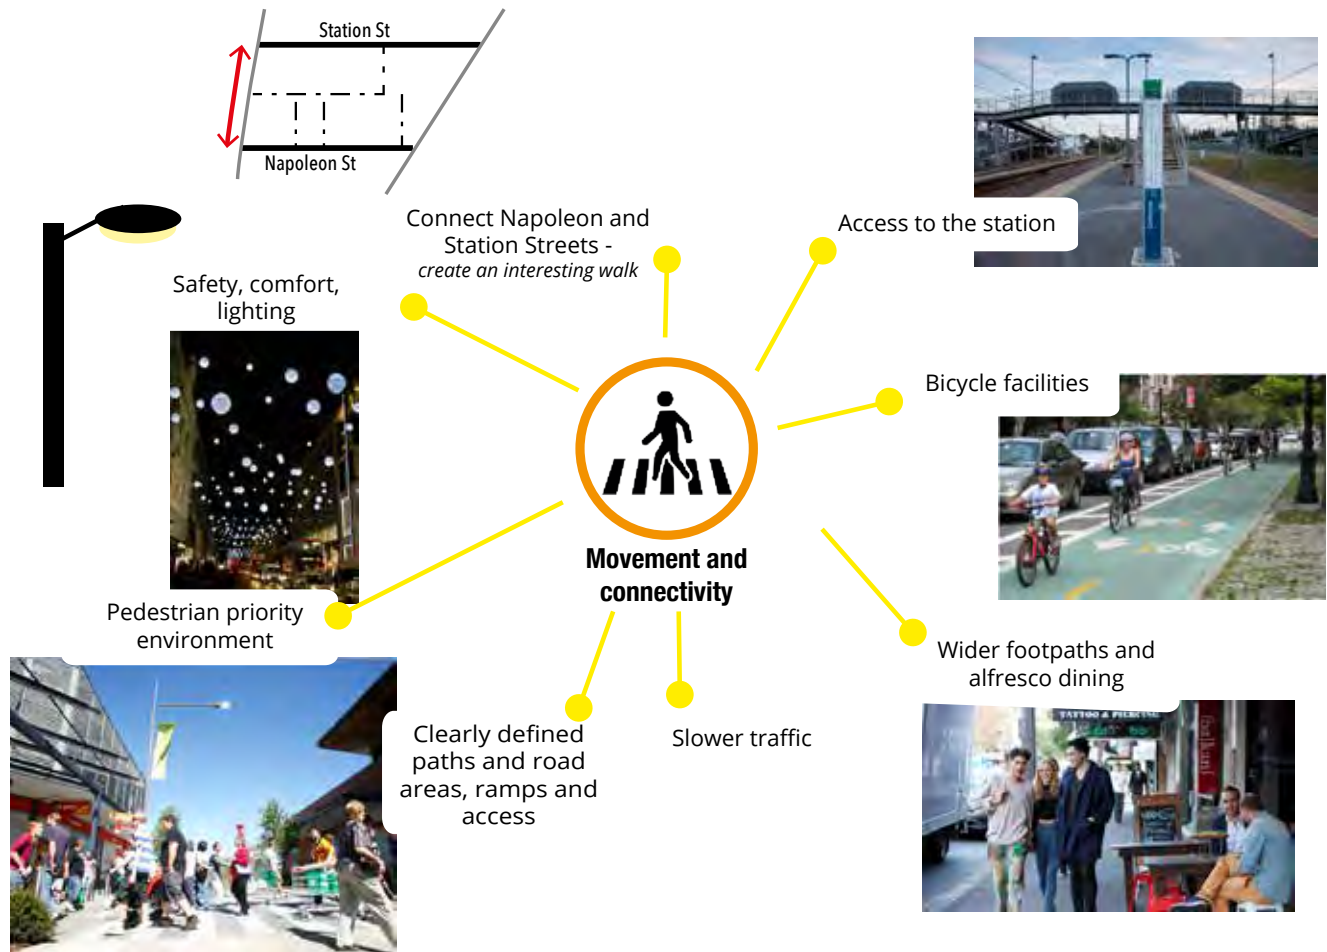 Station St
Napoleon St
Connect Napoleon and
Station Streets -
create an interesting walk
Access to the station
Safety, comfort,
lighting
Bicycle facilities
Movement and
connectivity
Pedestrian priority
environment
Wider footpaths and
alfresco dining
TATTOO & PIERCING
Clearly defined
paths and road
areas, ramps and
access
Slower traffic